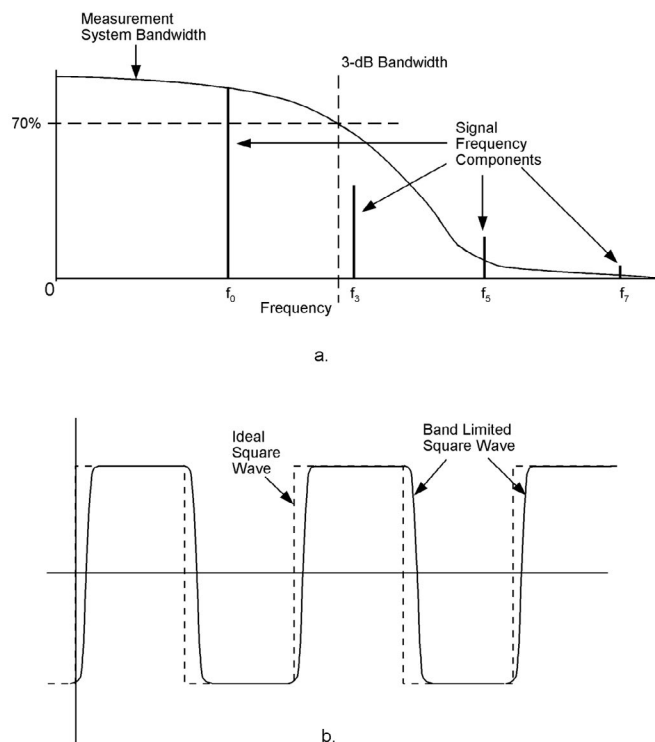 Measurement
System Bandwidth
3-dB Bandwidth
70%
Signal
Frequency
Components
0
f₀
Frequency
f₃
f₅
f₇
a.
Ideal
Square
Wave
Band Limited
Square Wave
b.